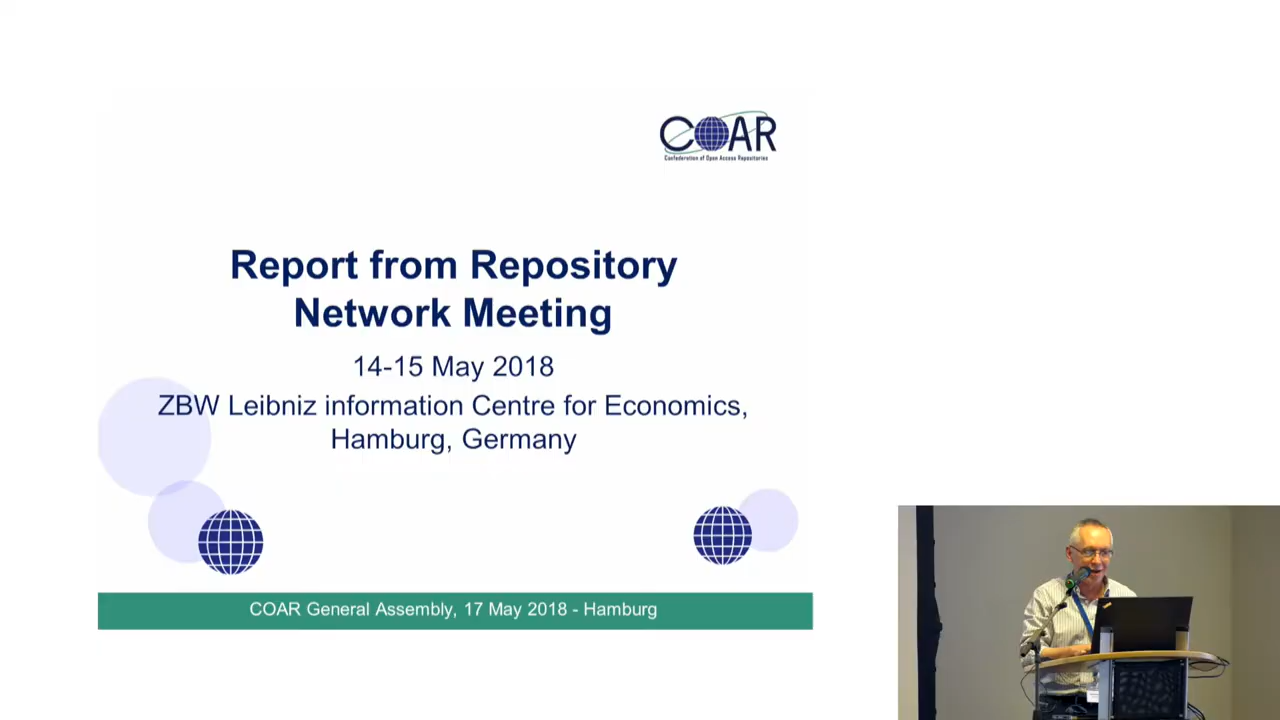 COAR
Confederation of Open Access Repositories
Report from Repository
Network Meeting
14-15 May 2018
ZBW Leibniz information Centre for Economics,
Hamburg, Germany
COAR General Assembly, 17 May 2018 - Hamburg